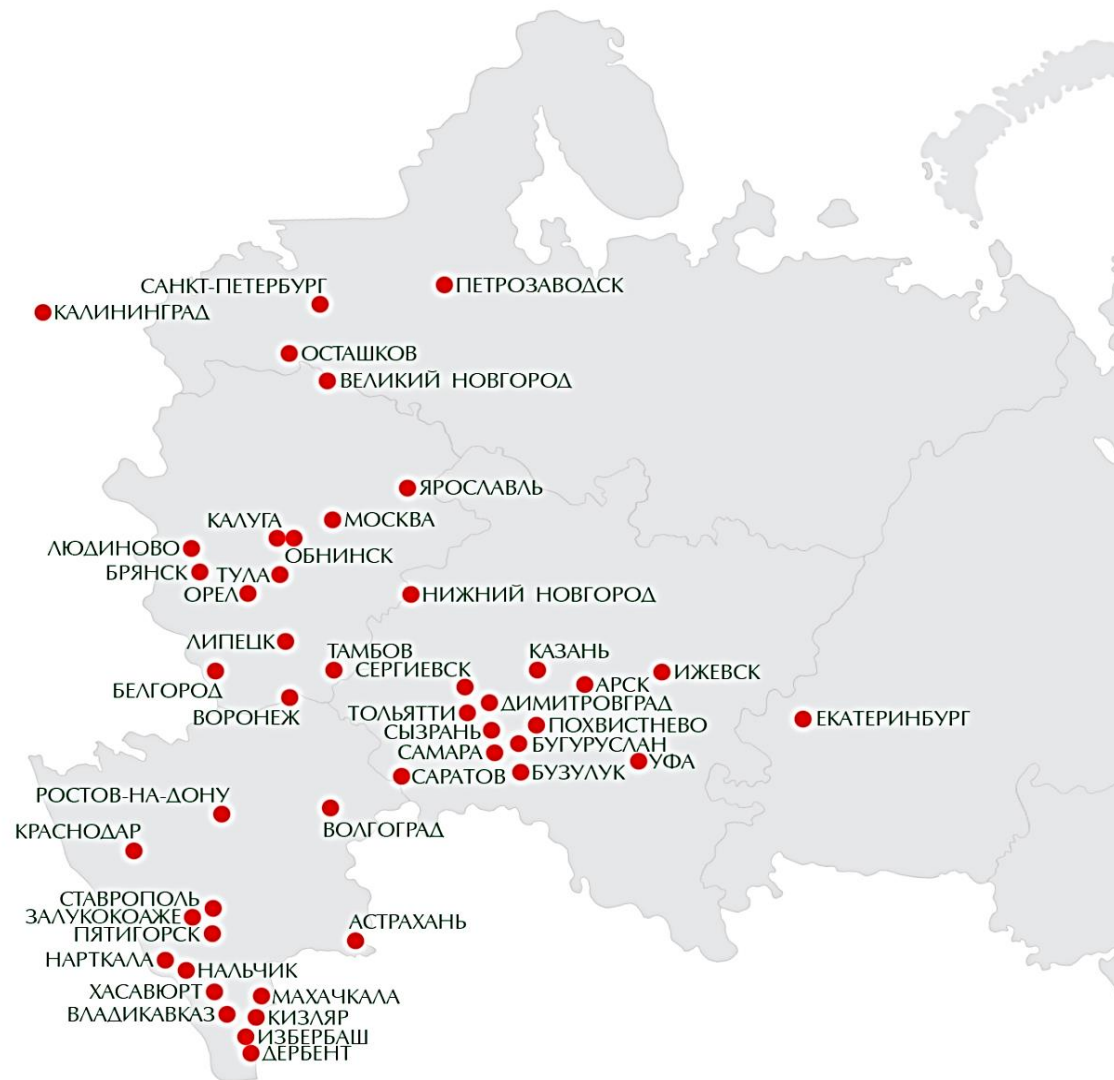 САНКТ-ПЕТЕРБУРГ
ПЕТРОЗАВОДСК
КАЛИНИНГРАД
ОСТАШКОВ
ВЕЛИКИЙ НОВГОРОД
ЯРОСЛАВЛЬ
МОСКВА
КАЛУГА
ЛЮДИНОВО
ОБНИНСК
БРЯНСК
ТУЛА
ОРЕЛ
НИЖНИЙ НОВГОРОД
ЛИПЕЦК
ТАМБОВ
КАЗАНЬ
СЕРГИЕВСК
ИЖЕВСК
АРСК
БЕЛГОРОД
ДИМИТРОВГРАД
ВОРОНЕЖ
ТОЛЬЯТТИ
ЕКАТЕРИНБУРГ
ПОХВИСТНЕВО
СЫЗРАНЬ
БУГУРУСЛАН
САМАРА
УФА
САРАТОВ
БУЗУЛУК
РОСТОВ-НА-ДОНУ
ВОЛГОГРАД
КРАСНОДАР
СТАВРОПОЛЬ
ЗАЛУКОКОАЖЕ
АСТРАХАНЬ
ПЯТИГОРСК
НАРТКАЛА
НАЛЬЧИК
ХАСАВЮРТ
МАХАЧКАЛА
ВЛАДИКАВКАЗ
КИЗЛЯР
ИЗБЕРБАШ
ДЕРБЕНТ